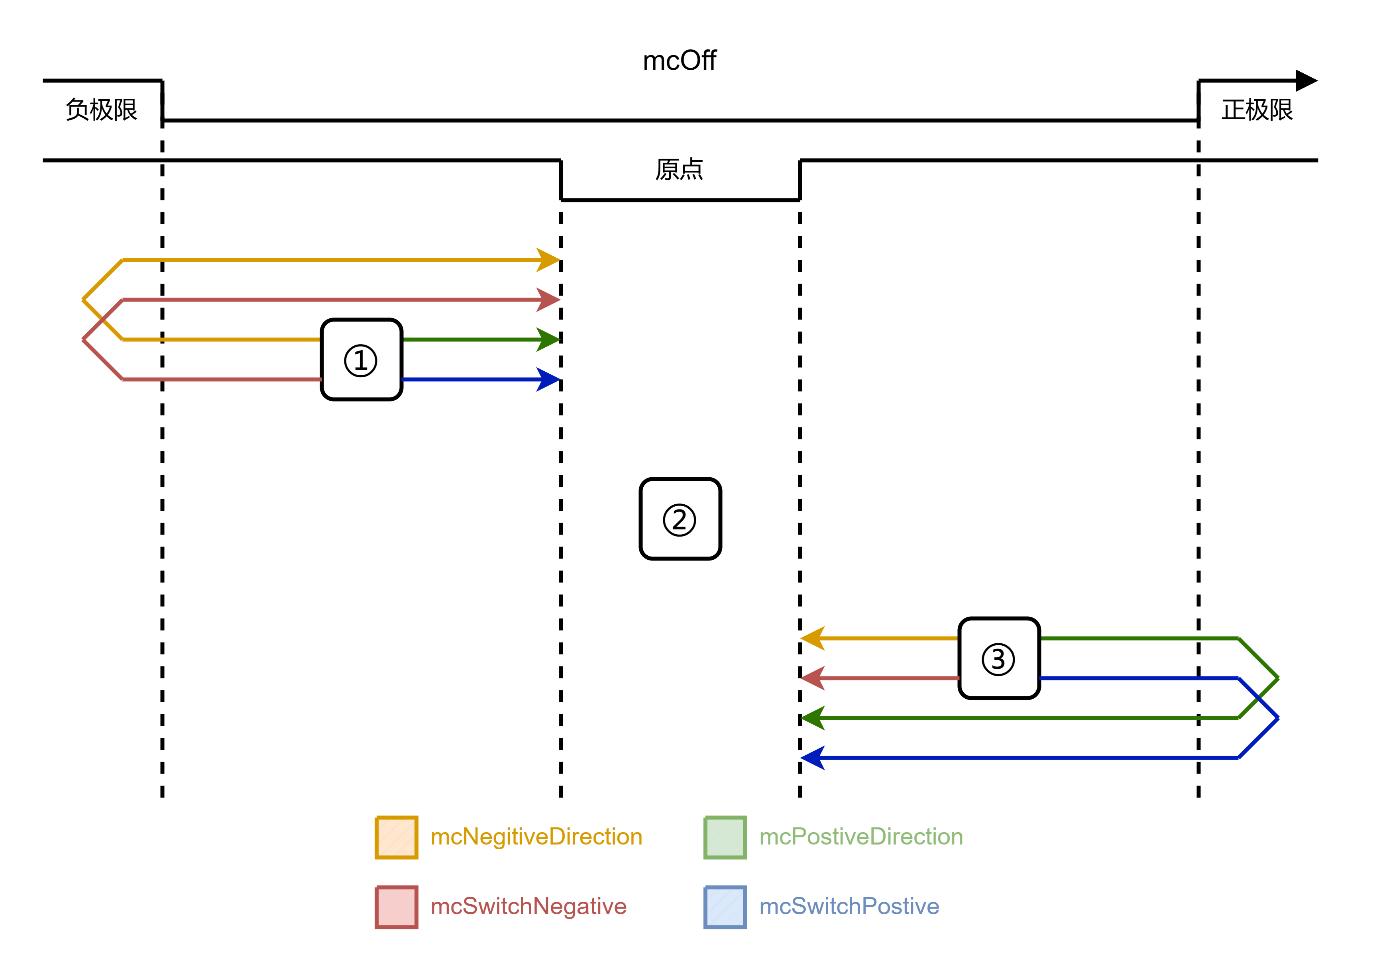 mcOff
负极限
正极限
原点
①
②
③
mcNegitiveDirection
mcPostiveDirection
mcSwitchNegative
mcSwitchPostive